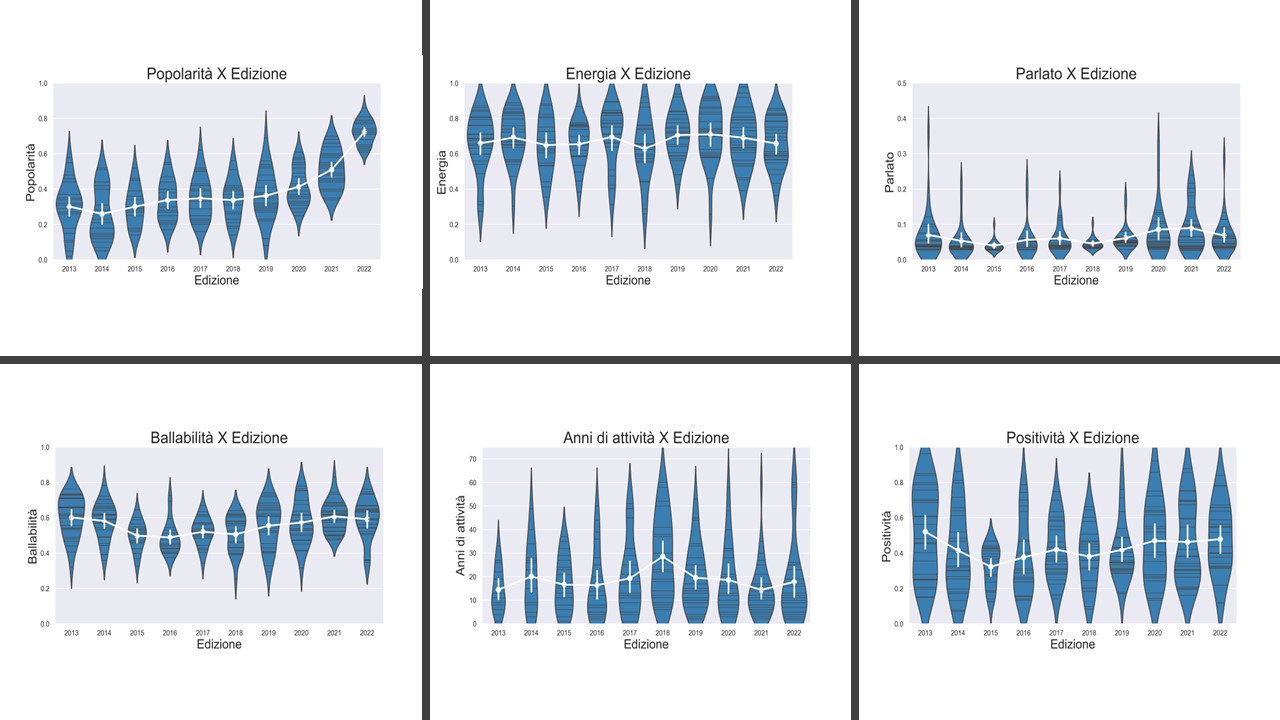 Popolarità X Edizione
Popolarità
1.0
0.8
0.6
0.4
0.2
0.0
2013 2014 2015 2016 2017 2018 2019 2020 2021 2022
Edizione
Energia X Edizione
Energia
1.0
0.8
0.6
0.4
0.2
0.0
2013 2014 2015 2016 2017 2018 2019 2020 2021 2022
Edizione
Parlato X Edizione
Parlato
0.5
0.4
0.3
0.2
0.1
0.0
2013 2014 2015 2016 2017 2018 2019 2020 2021 2022
Edizione
Ballabilità X Edizione
Ballabilità
1.0
0.8
0.6
0.4
0.2
0.0
2013 2014 2015 2016 2017 2018 2019 2020 2021 2022
Edizione
Anni di attività X Edizione
Anni di attività
70
60
50
40
30
20
10
0
2013 2014 2015 2016 2017 2018 2019 2020 2021 2022
Edizione
Positività X Edizione
Positività
1.0
0.8
0.6
0.4
0.2
0.0
2013 2014 2015 2016 2017 2018 2019 2020 2021 2022
Edizione